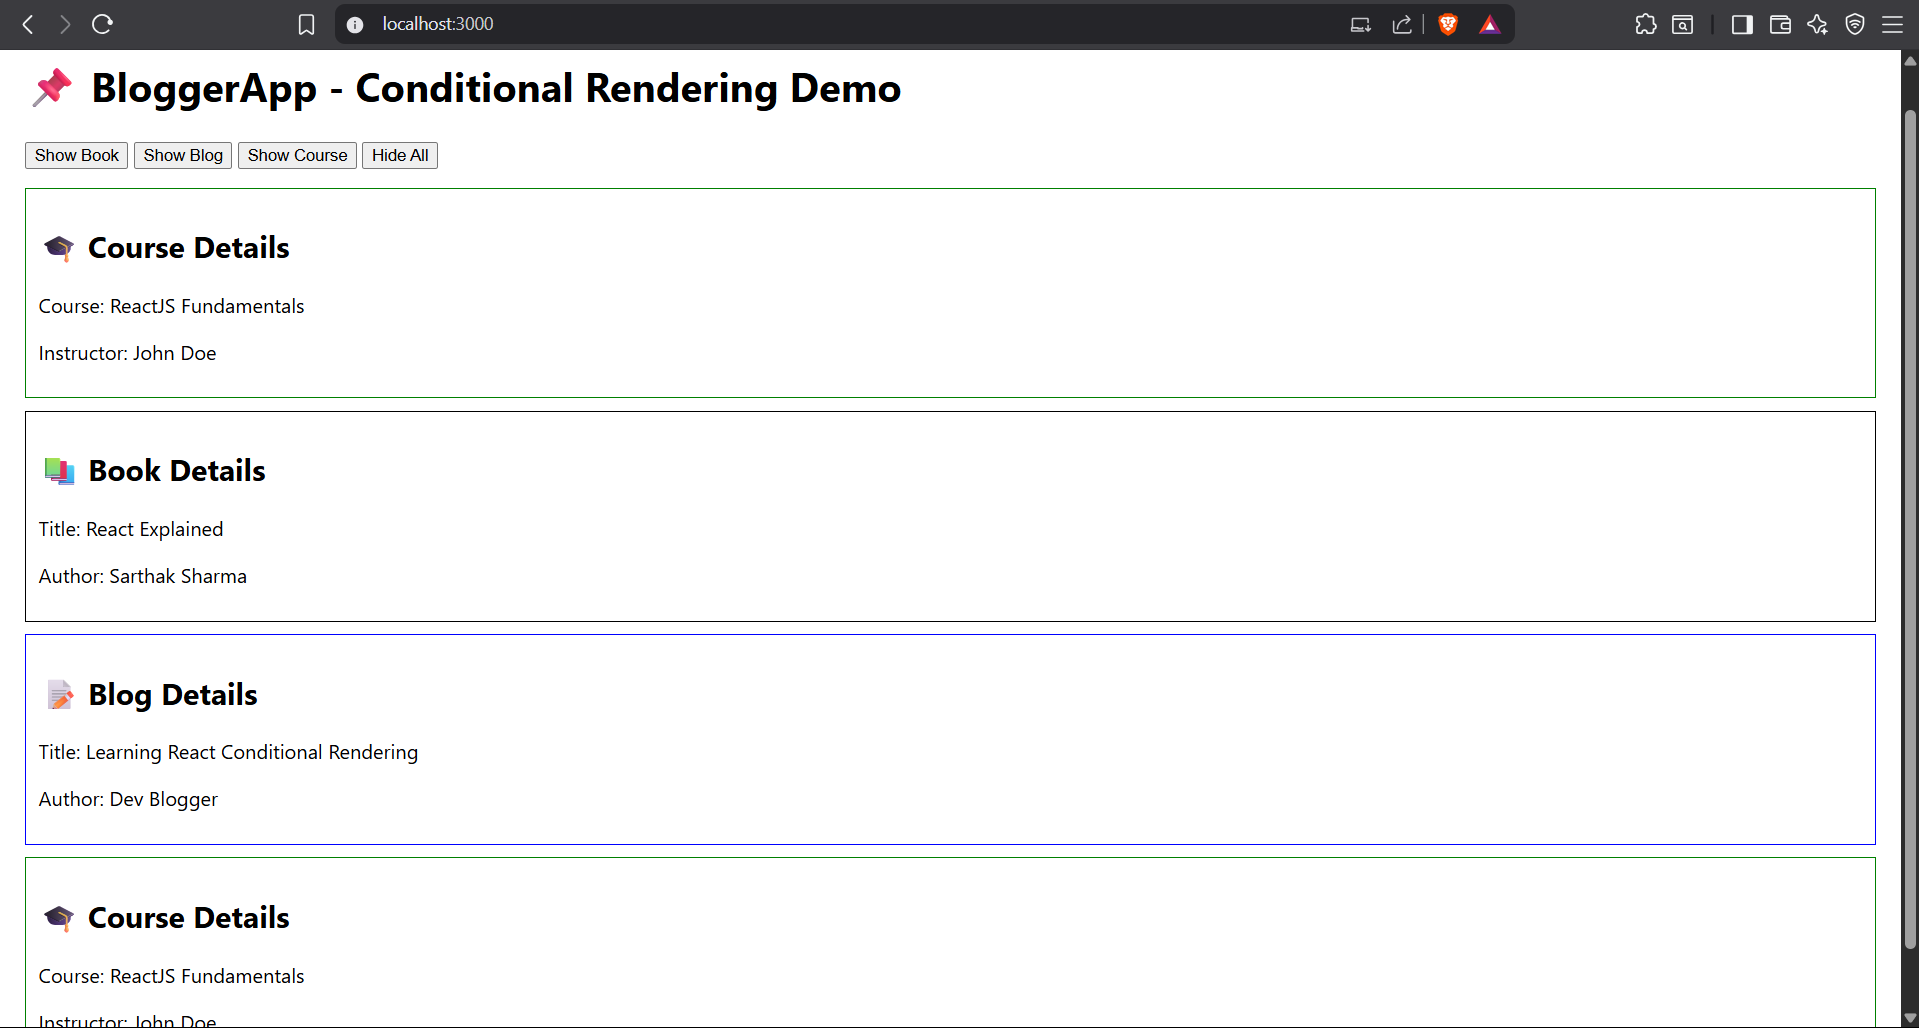 localhost:3000
BloggerApp - Conditional Rendering Demo
Show Book Show Blog Show Course Hide All
Course Details
Course: ReactJS Fundamentals
Instructor: John Doe
Book Details
Title: React Explained
Author: Sarthak Sharma
Blog Details
Title: Learning React Conditional Rendering
Author: Dev Blogger
Course Details
Course: ReactJS Fundamentals
Instructor: John Doe